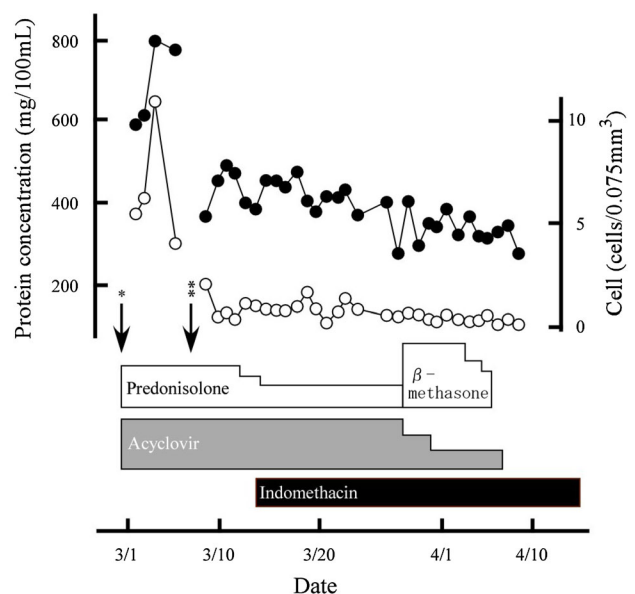 Protein concentration (mg/100mL)
800
600
400
200
10
5
0
Cell (cells/0.075mm³)
*
**
Predonisolone
β-
methasone
Acyclovir
Indomethacin
3/1 3/10 3/20 4/1 4/10
Date